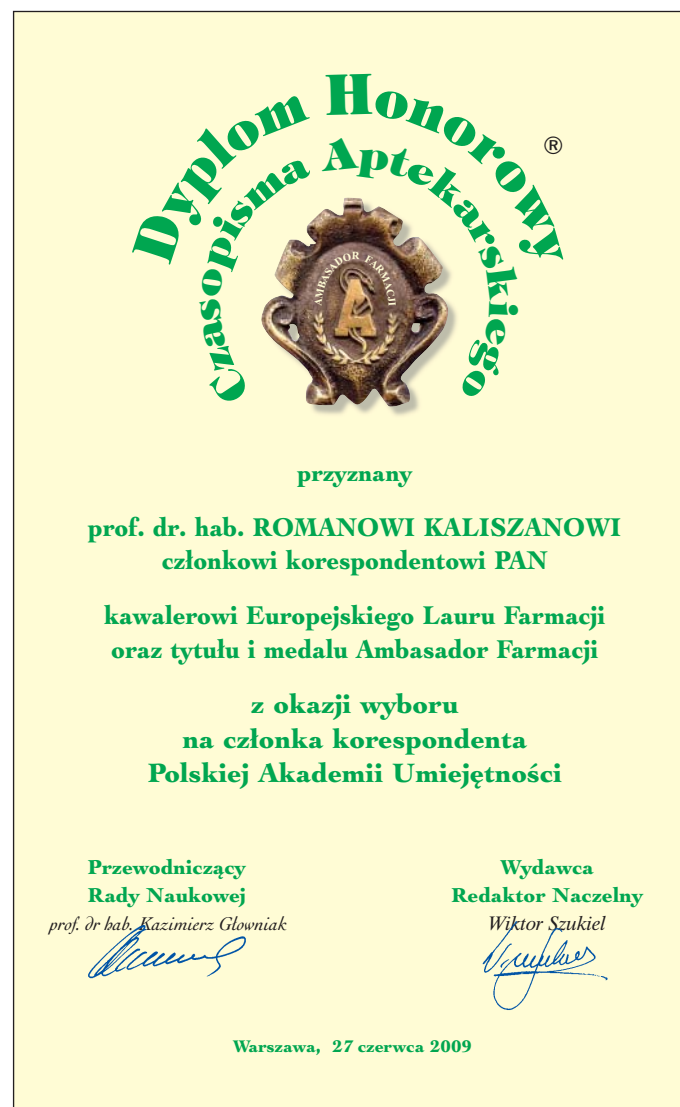 Dyplom Honorowy
®
Czasopisma Aptekarskiego
AMBASADOR FARMACJI
A
przyznany
prof. dr. hab. ROMANOWI KALISZANOWI
członkowi korespondentowi PAN
kawalerowi Europejskiego Lauru Farmacji
oraz tytułu i medalu Ambasador Farmacji
z okazji wyboru
na członka korespondenta
Polskiej Akademii Umiejętności
Przewodniczący
Rady Naukowej
prof. dr hab. Kazimierz Głowniak
Wydawca
Redaktor Naczelny
Wiktor Szukiel
Warszawa, 27 czerwca 2009